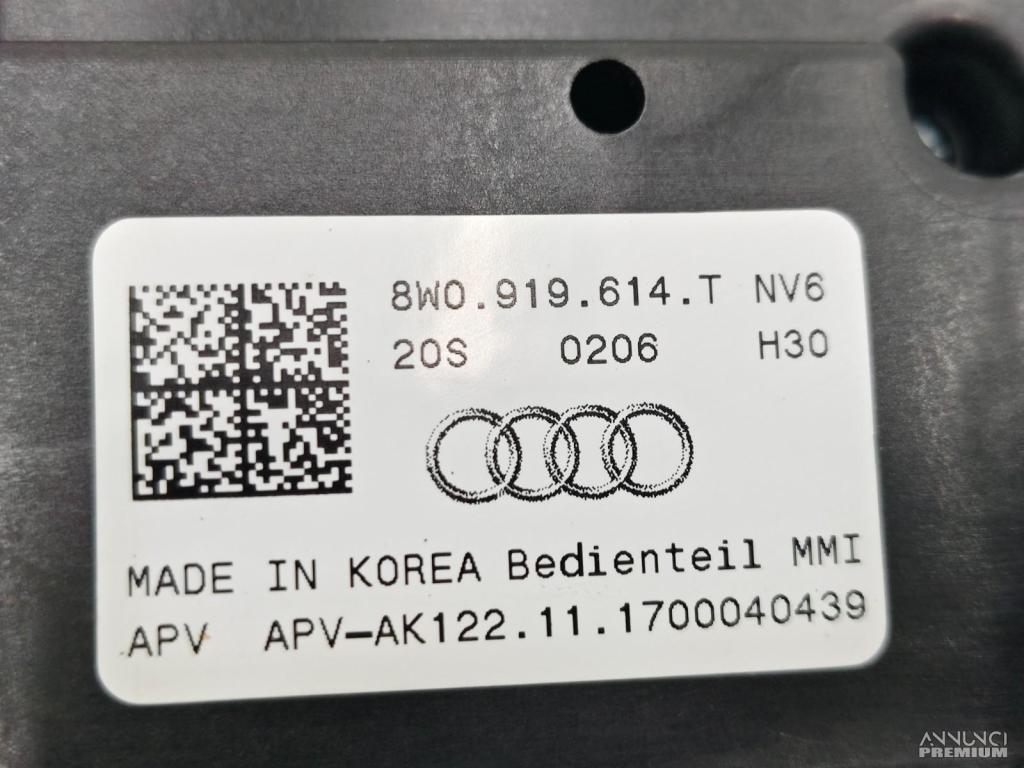 8W0.919.614.T NV6
20S 0206 H30
MADE IN KOREA Bedienteil MMI
APV APV-AK122.11.1700040439
ANNUNCI
PREMIUM